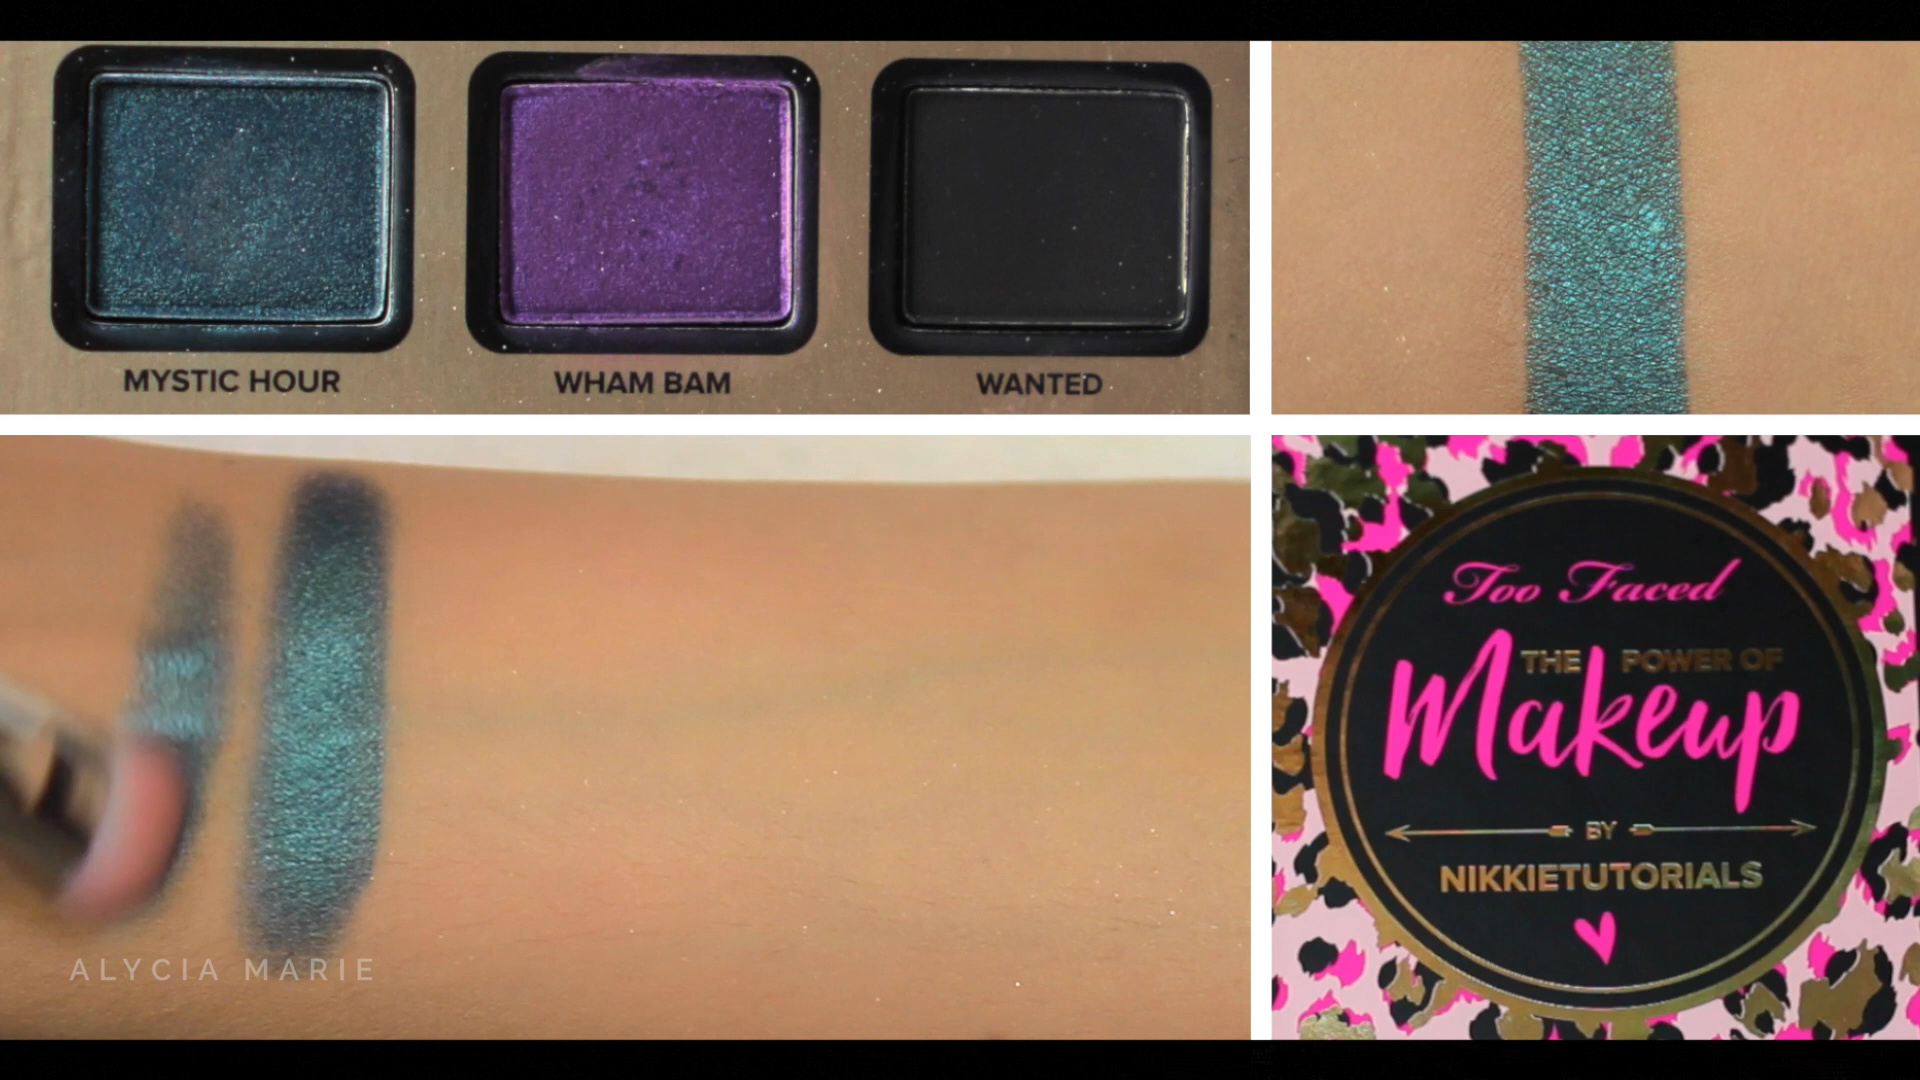 MYSTIC HOUR
WHAM BAM
WANTED
ALYCIA MARIE
Too Faced
THE POWER OF
Makeup
BY
NIKKIETUTORIALS